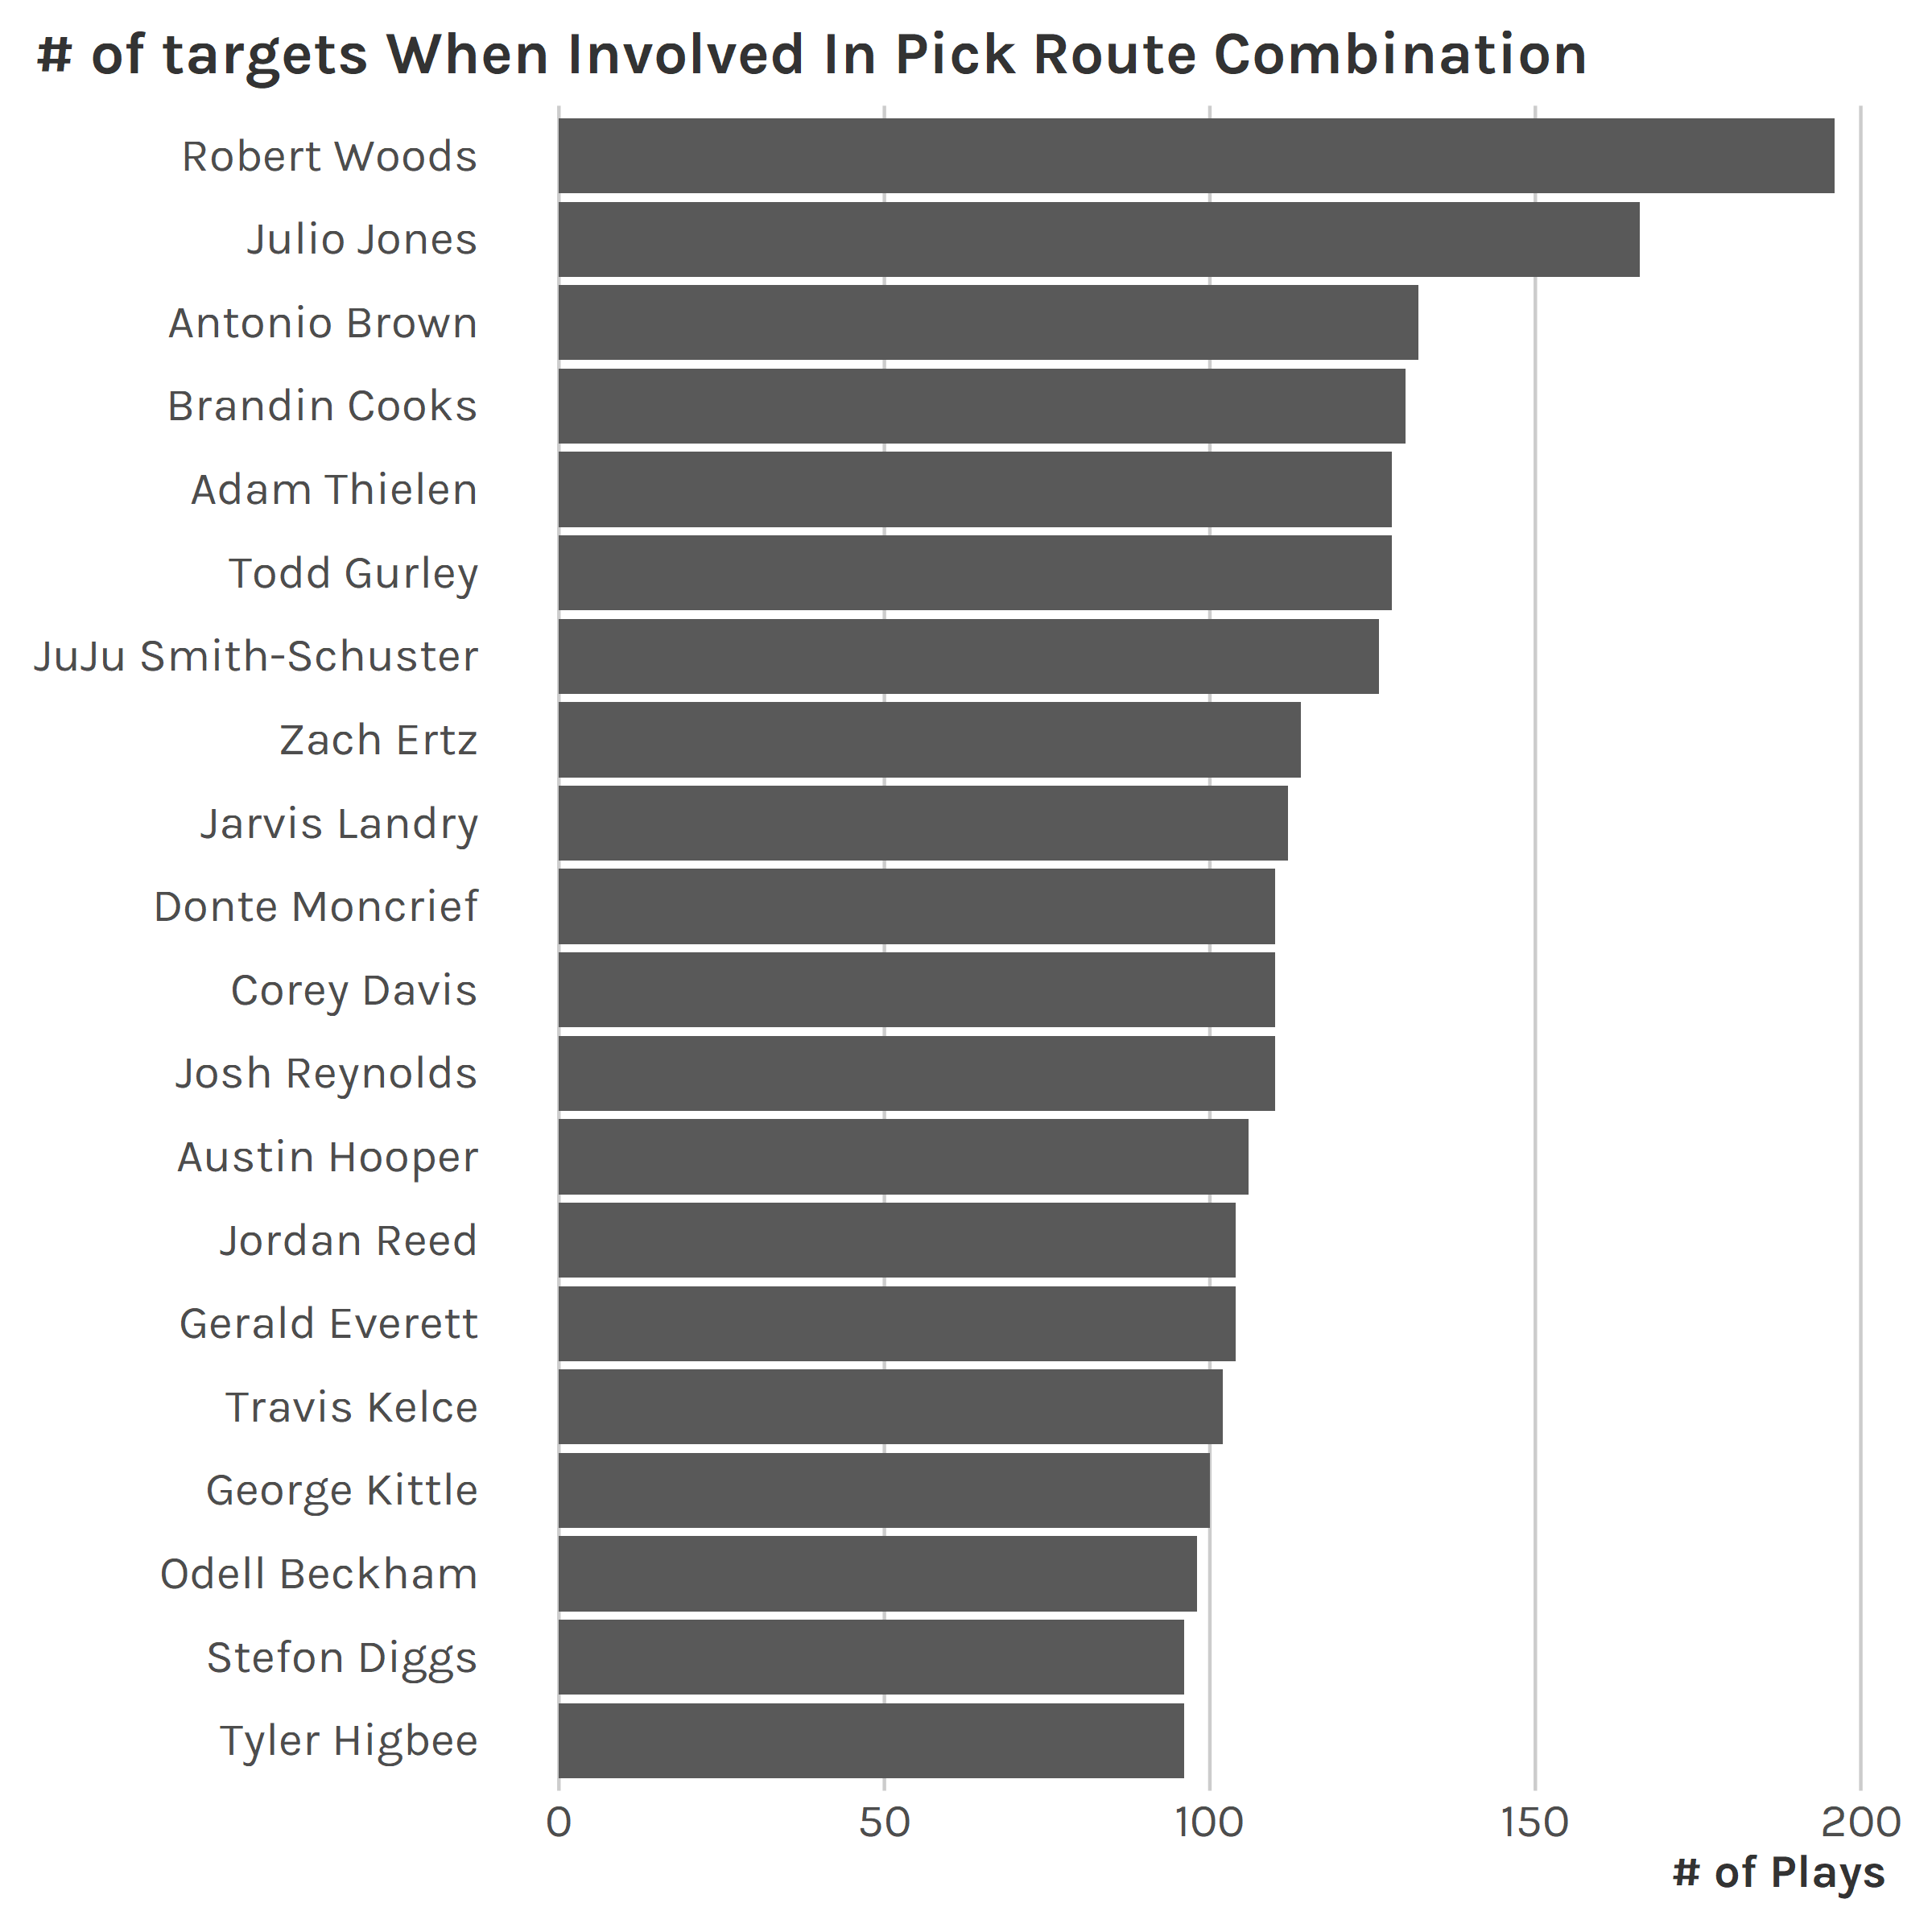 # of targets When Involved In Pick Route Combination
Robert Woods
Julio Jones
Antonio Brown
Brandin Cooks
Adam Thielen
Todd Gurley
JuJu Smith-Schuster
Zach Ertz
Jarvis Landry
Donte Moncrief
Corey Davis
Josh Reynolds
Austin Hooper
Jordan Reed
Gerald Everett
Travis Kelce
George Kittle
Odell Beckham
Stefon Diggs
Tyler Higbee
0 50 100 150 200
# of Plays